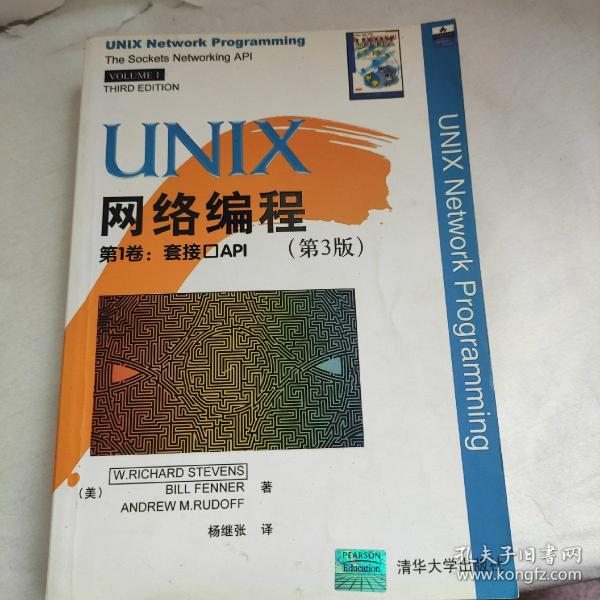 UNIX Network Programming
The Sockets Networking API
VOLUME 1
THIRD EDITION
UNIX
UNIX
网络编程
第1卷：套接口API
（第3版）
UNIX Network Programming
（美）
W.RICHARD STEVENS
BILL FENNER
ANDREW M.RUDOFF
著
杨继张 译
PEARSON
Education
清华大学出版社
孔夫子旧书网
www.kongfz.com